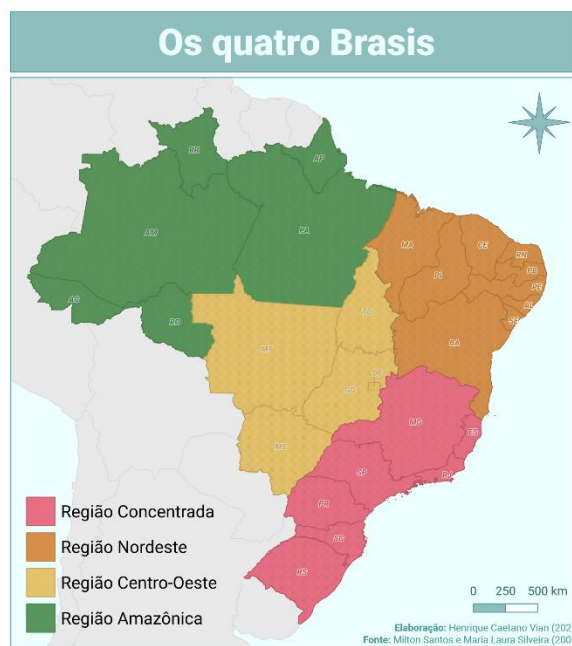 Os quatro Brasis
RR
AP
AM
PA
MA
CE
RN
PB
PE
AL
SE
PI
AC
RO
TO
BA
MT
DF
GO
MG
ES
MS
SP
RJ
PR
SC
RS
Região Concentrada
Região Nordeste
Região Centro-Oeste
Região Amazônica
0 250 500 km
Elaboração: Henrique Caetano Vian (202
Fonte: Milton Santos e Maria Laura Silveira (200